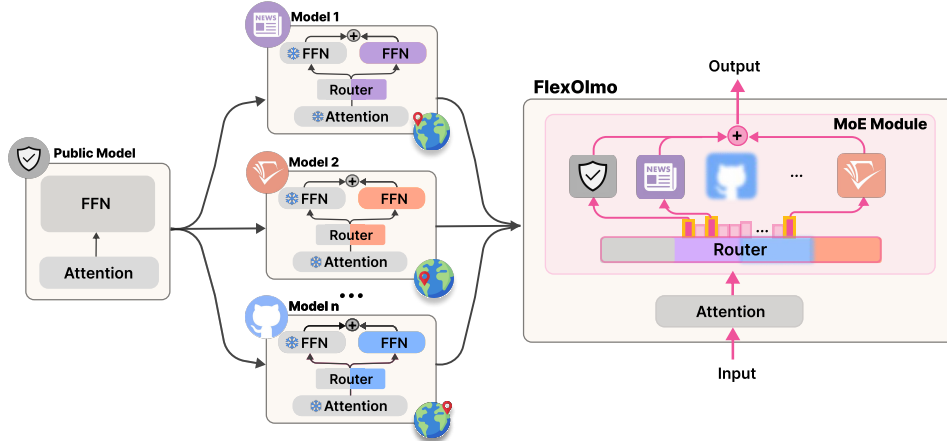 Public Model
FFN
Attention
NEWS
Model 1
FFN
FFN
Router
Attention
Model 2
FFN
FFN
Router
Attention
...
Model n
FFN
FFN
Router
Attention
Output
FlexOlmo
MoE Module
NEWS
...
...
Router
Attention
Input